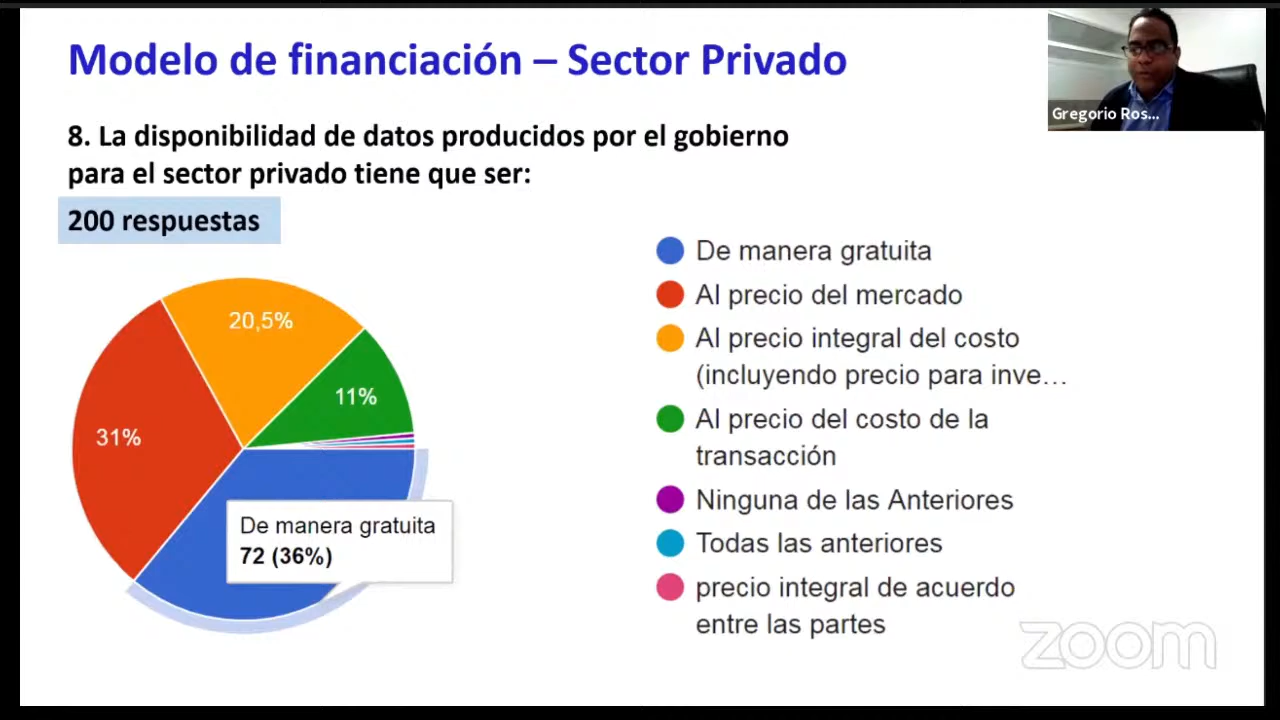 Modelo de financiación – Sector Privado
Gregorio Ros...
8. La disponibilidad de datos producidos por el gobierno
para el sector privado tiene que ser:
200 respuestas
20,5%
11%
31%
De manera gratuita
72 (36%)
De manera gratuita
Al precio del mercado
Al precio integral del costo
(incluyendo precio para inve...
Al precio del costo de la
transacción
Ninguna de las Anteriores
Todas las anteriores
precio integral de acuerdo
entre las partes
zoom